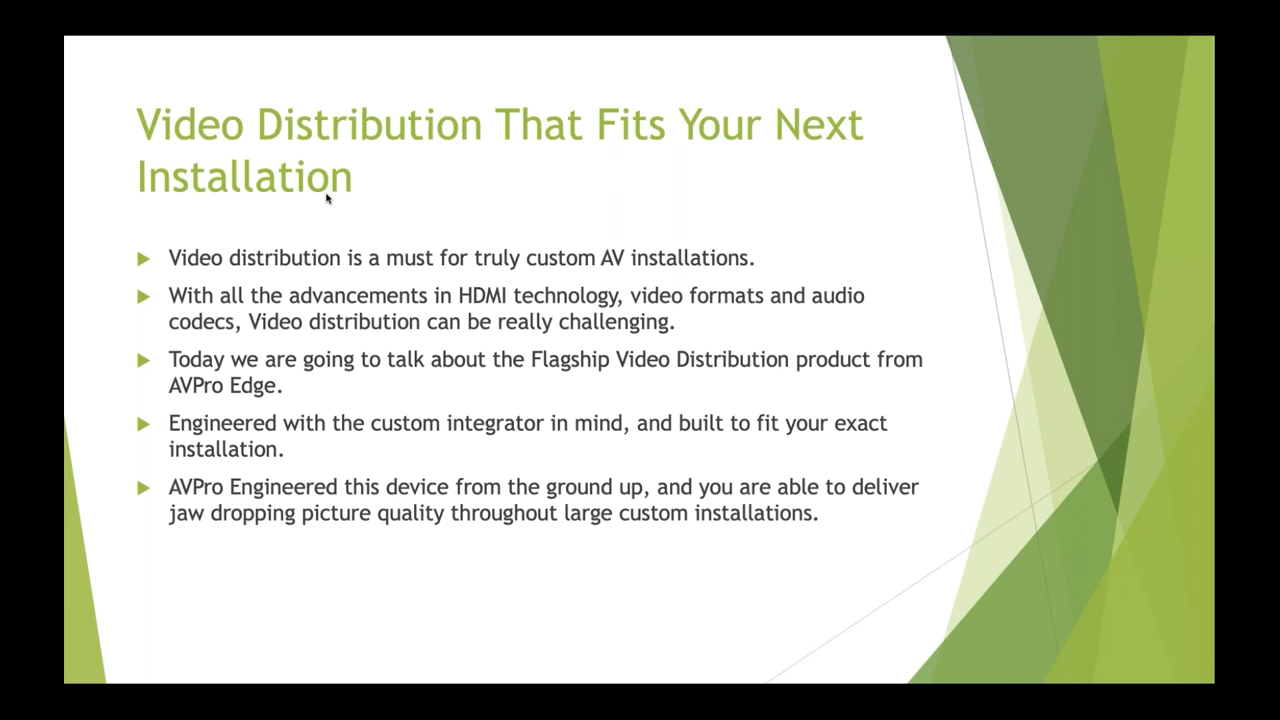 Video Distribution That Fits Your Next
Installation
Video distribution is a must for truly custom AV installations.
With all the advancements in HDMI technology, video formats and audio
codecs, Video distribution can be really challenging.
Today we are going to talk about the Flagship Video Distribution product from
AVPro Edge.
Engineered with the custom integrator in mind, and built to fit your exact
installation.
AVPro Engineered this device from the ground up, and you are able to deliver
jaw dropping picture quality throughout large custom installations.